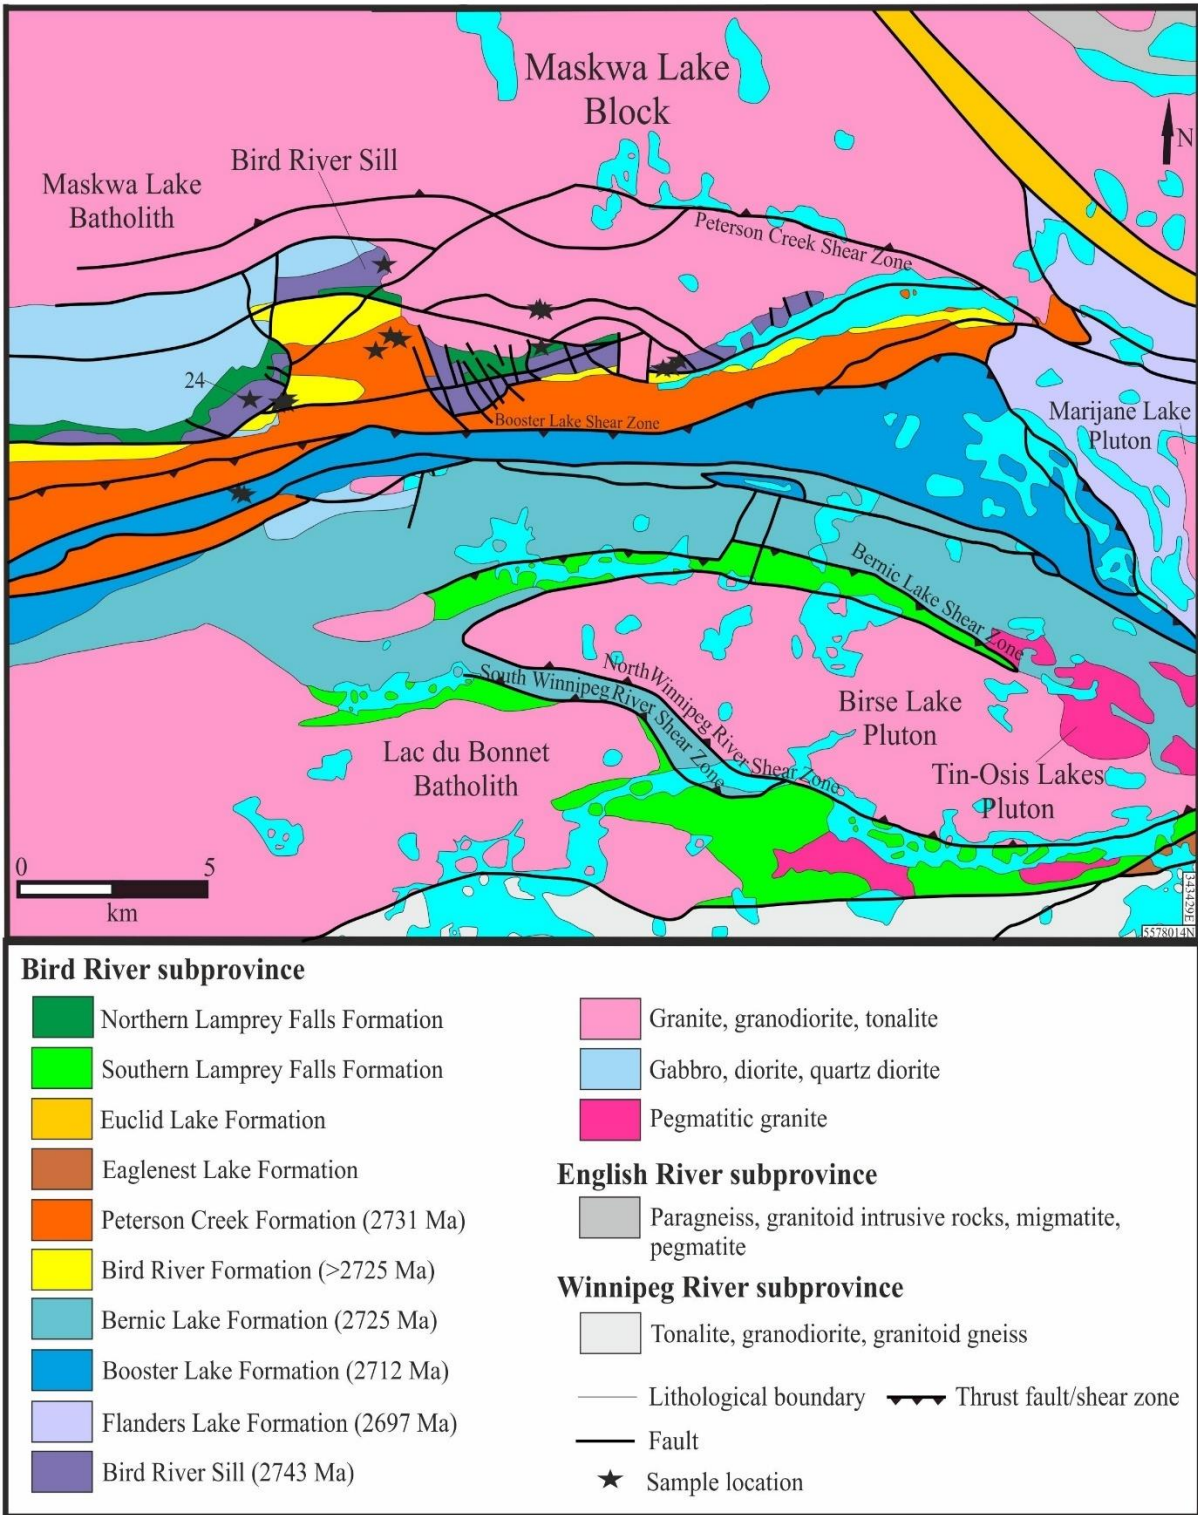 Maskwa Lake
Block
N
Bird River Sill
Maskwa Lake
Batholith
Peterson Creek Shear Zone
24
Marijane Lake
Pluton
Booster Lake Shear Zone
Bernic Lake Shear Zone
North Winnipeg River Shear Zone
South Winnipeg River Shear Zone
Birse Lake
Pluton
Lac du Bonnet
Batholith
Tin-Osis Lakes
Pluton
0 5
km
343429E
5578014N
Bird River subprovince
Northern Lamprey Falls Formation
Southern Lamprey Falls Formation
Euclid Lake Formation
Eaglenest Lake Formation
Peterson Creek Formation (2731 Ma)
Bird River Formation (>2725 Ma)
Bernic Lake Formation (2725 Ma)
Booster Lake Formation (2712 Ma)
Flanders Lake Formation (2697 Ma)
Bird River Sill (2743 Ma)
Granite, granodiorite, tonalite
Gabbro, diorite, quartz diorite
Pegmatitic granite
English River subprovince
Paragneiss, granitoid intrusive rocks, migmatite,
pegmatite
Winnipeg River subprovince
Tonalite, granodiorite, granitoid gneiss
Lithological boundary
Thrust fault/shear zone
Fault
Sample location